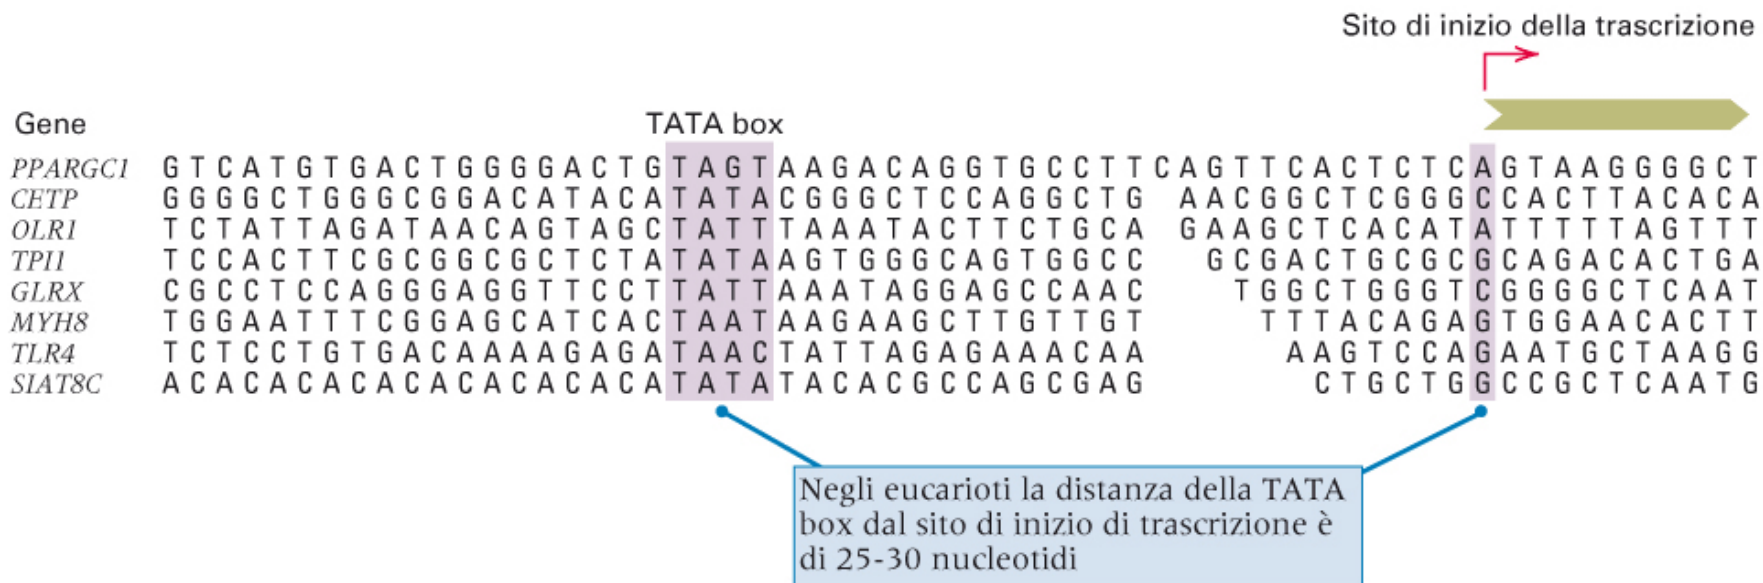 Sito di inizio della trascrizione
Gene TATA box
PPARGC1 GTCATGTGACTGGGGACTGTAGTAAGACAGGTGCCTTCAGTTCACTCTCAGTAAGGGGCT
CETP GGGGCTGGGCGGACATACATATACGGGCTCCAGGCTG AACGGCTCGGGCCACTTACACA
OLR1 TCTATTAGATAACAGTAGCTATTTAAATACTTCTGCA GAAGCTCACATATTTTTAGTTT
TPI1 TCCACTTCGCGGCGCTCTATATAAGTGGGCAGTGGCC GCGACTGCGCGCAGACACTGA
GLRX CGCCTCCAGGGAGGTTCCTTATTAAATAGGAGCCAAC TGGCTGGGTCGGGGCTCAAT
MYH8 TGGAATTTCGGAGCATCACTAATAAGAAGCTTGTTGT TTTACAGAGTGGAACACTT
TLR4 TCTCCTGTGACAAAAGAGATAACTATTAGAGAAACAA AAGTCCAGAATGCTAAGG
SIAT8C ACACACACACACACACACATATATACACGCCAGCGAG CTGCTGGCCGCTCAATG
Negli eucarioti la distanza della TATA
box dal sito di inizio di trascrizione è
di 25-30 nucleotidi